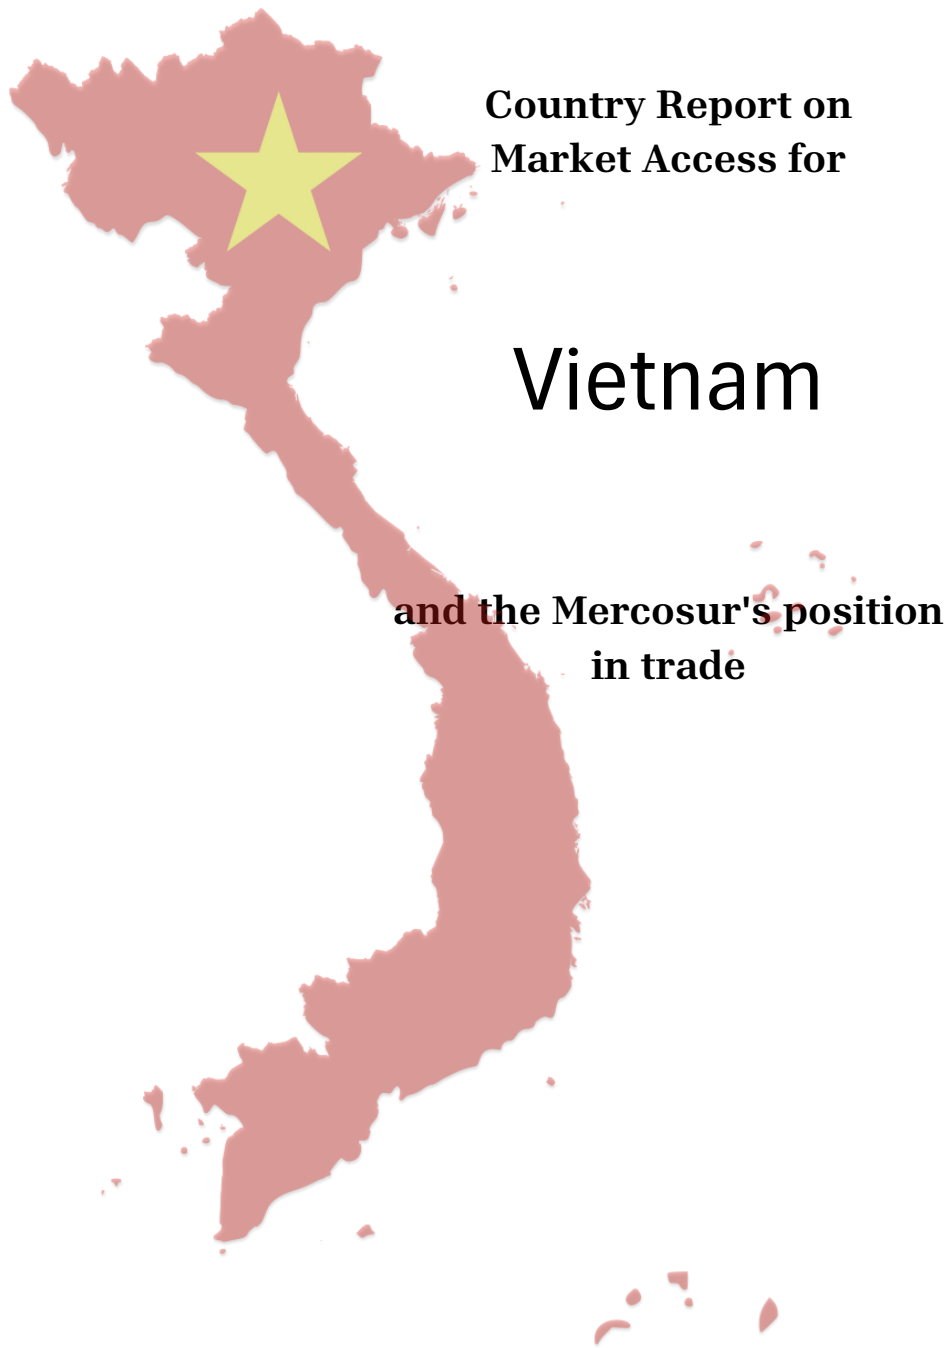 Country Report on
Market Access for
Vietnam
and the Mercosur's position
in trade